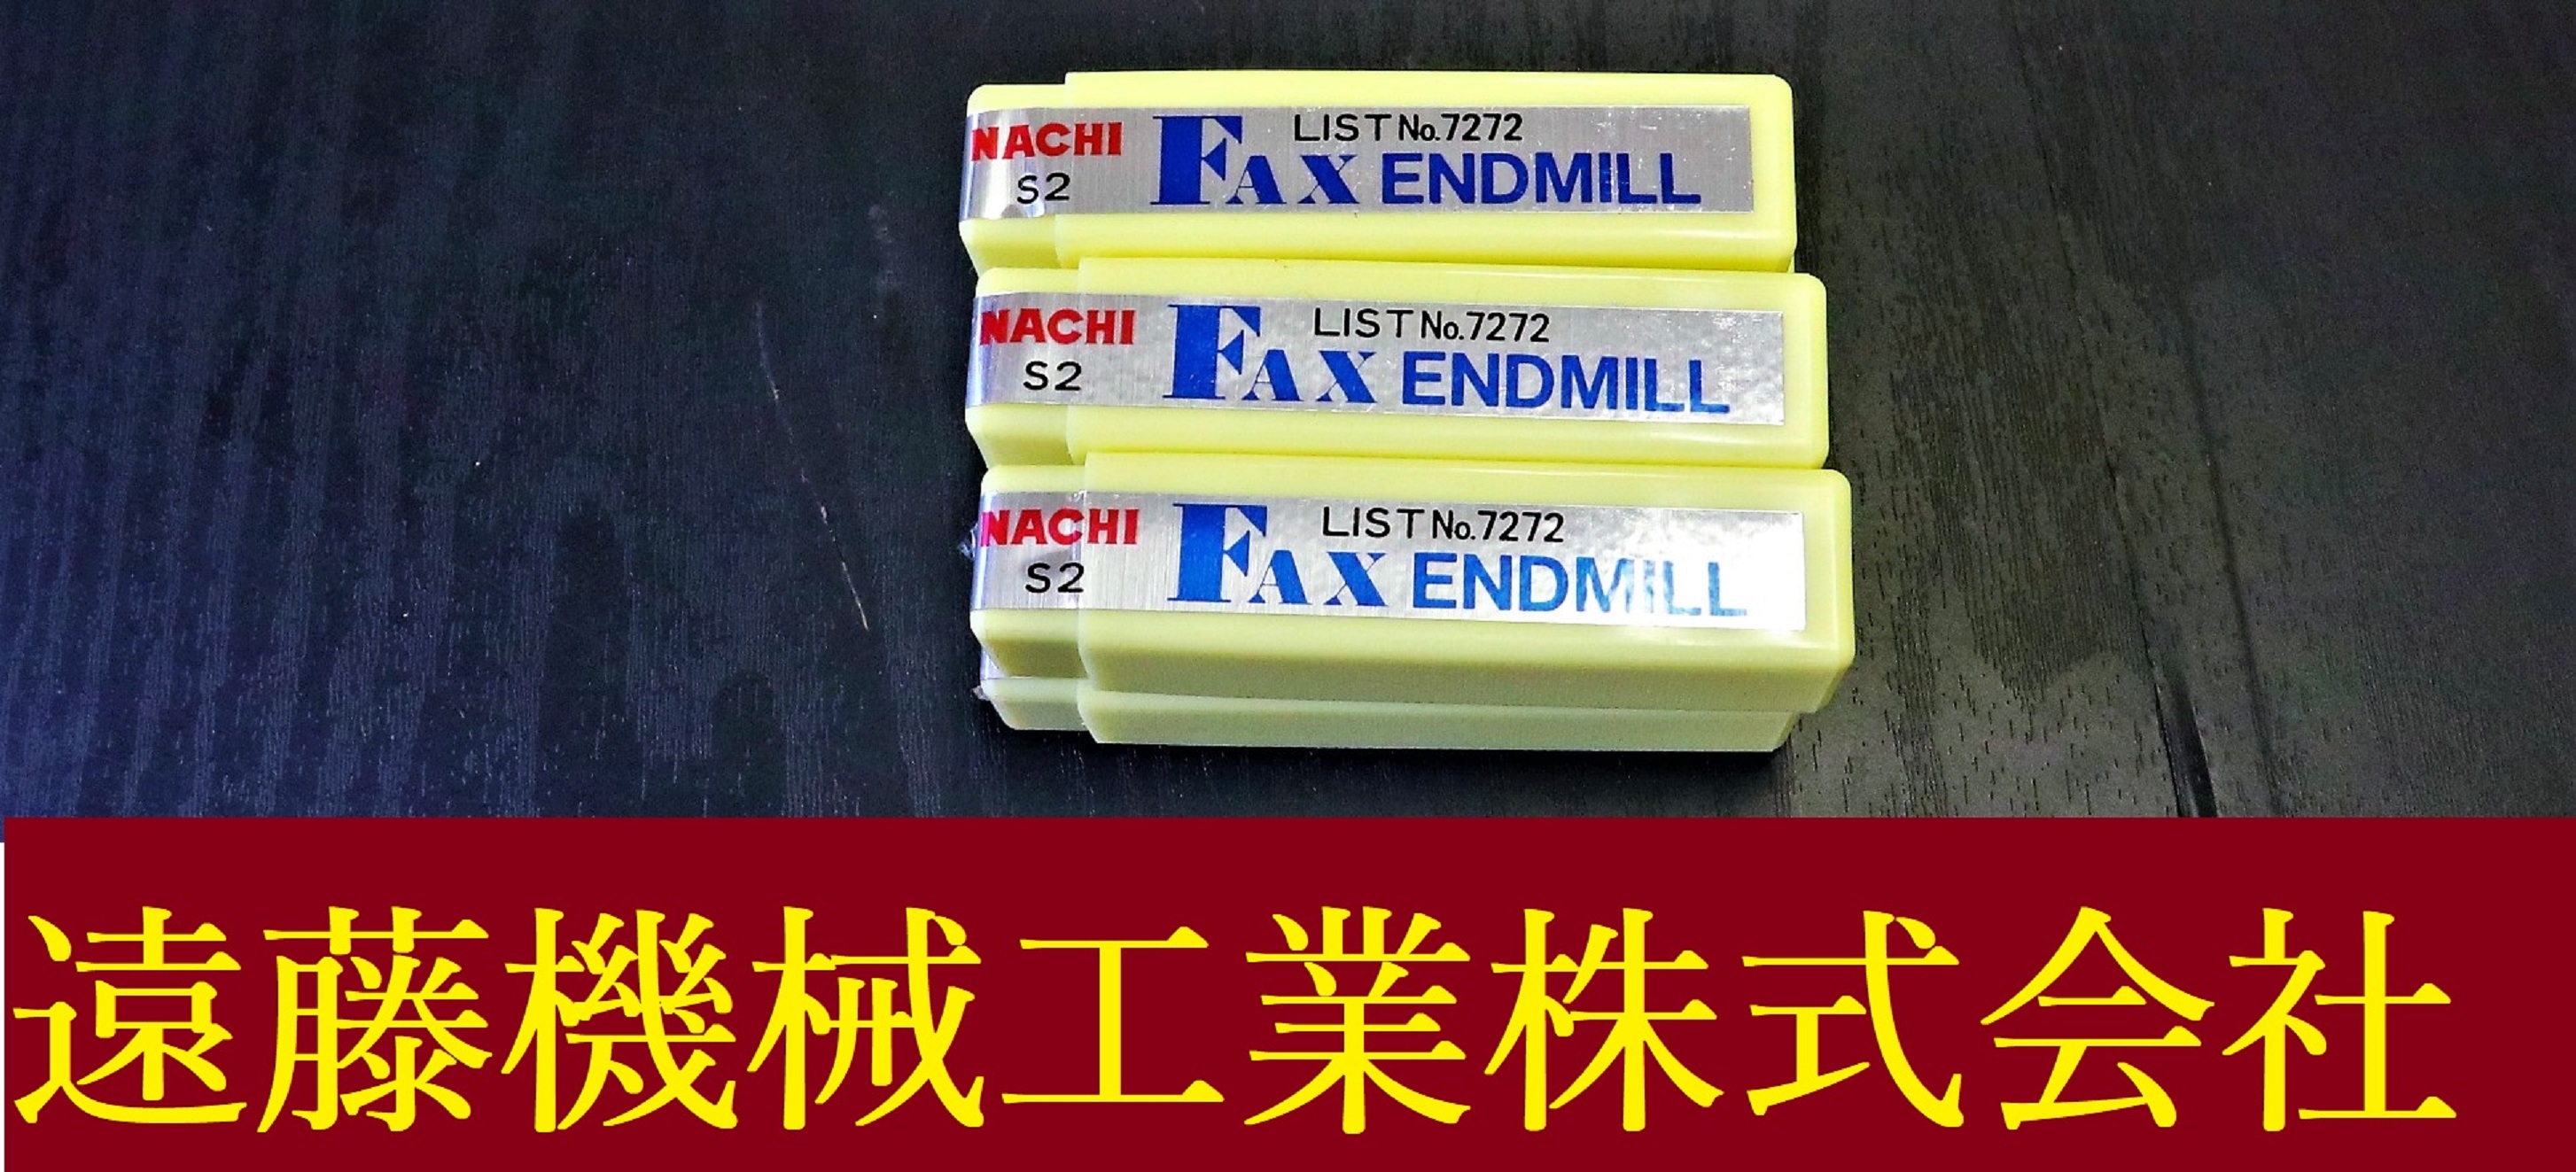 NACHI FAX LIST No.7272
S2 ENDMILL
NACHI FAX LIST No.7272
S2 ENDMILL
NACHI FAX LIST No.7272
S2 ENDMILL
遠藤機械工業株式会社